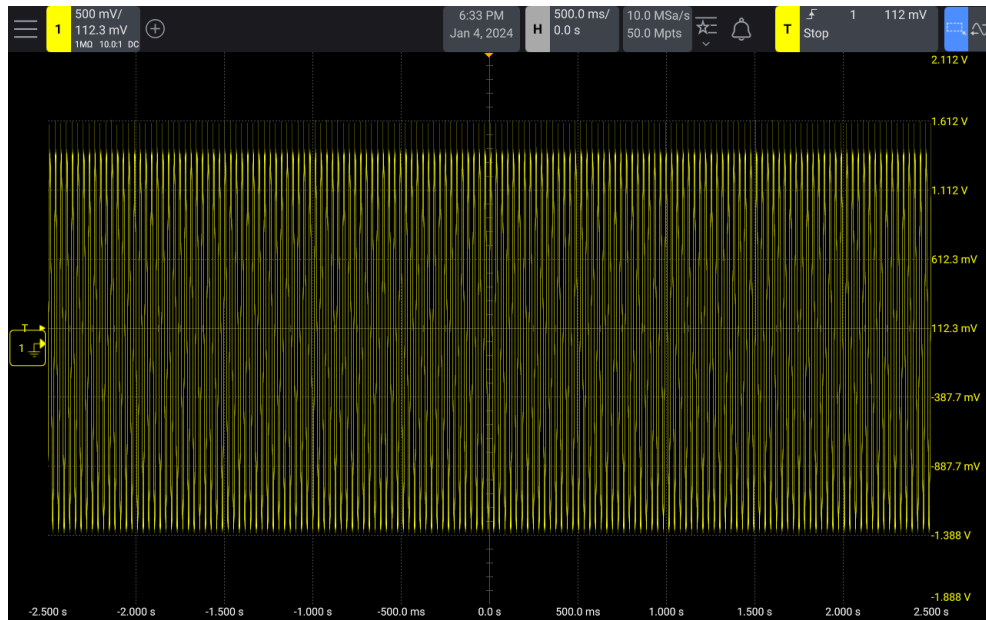 1
500 mV/
112.3 mV
1MΩ 10.0:1 DC
6:33 PM
Jan 4, 2024
H
500.0 ms/
0.0 s
10.0 MSa/s
50.0 Mpts
T
1 112 mV
Stop
2.112 V
1.612 V
1.112 V
612.3 mV
T
112.3 mV
1
-387.7 mV
-887.7 mV
-1.388 V
-1.888 V
-2.500 s -2.000 s -1.500 s -1.000 s -500.0 ms 0.0 s 500.0 ms 1.000 s 1.500 s 2.000 s 2.500 s